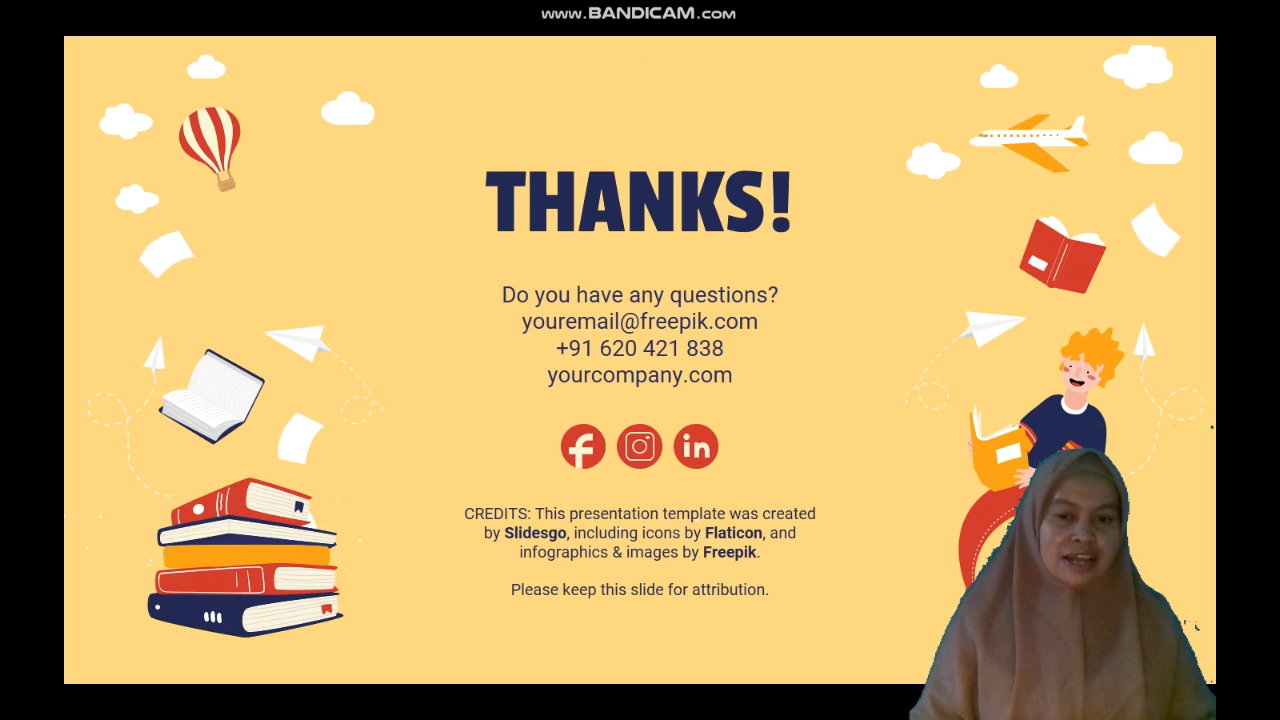 www.BANDICAM.com
THANKS!
Do you have any questions?
youremail@freepik.com
+91 620 421 838
yourcompany.com
CREDITS: This presentation template was created
by Slidesgo, including icons by Flaticon, and
infographics & images by Freepik.
Please keep this slide for attribution.